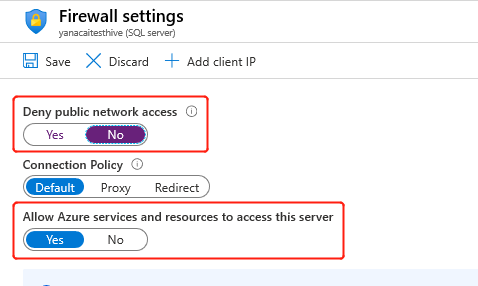 Firewall settings
yanacaitesthive (SQL server)
Save Discard Add client IP
Deny public network access
Yes No
Connection Policy
Default Proxy Redirect
Allow Azure services and resources to access this server
Yes No